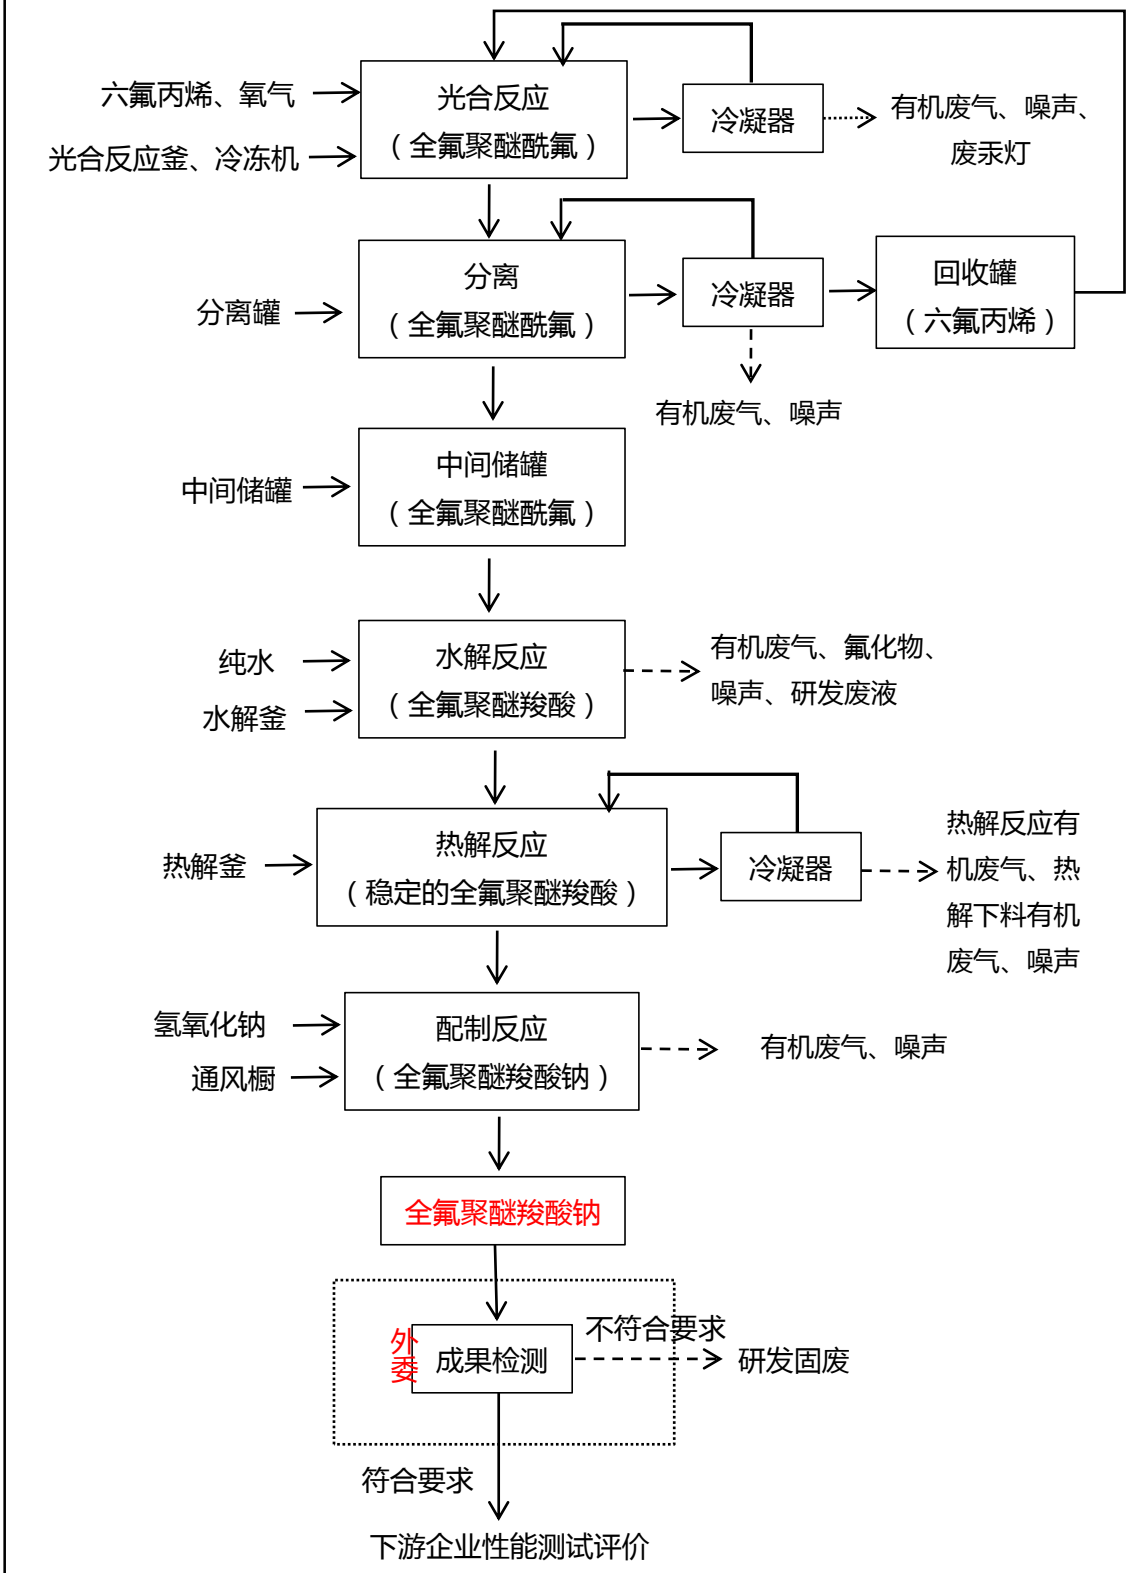 六氟丙烯、氧气
光合反应釜、冷冻机
光合反应
（全氟聚醚酰氟）
冷凝器
有机废气、噪声、
废汞灯
分离罐
分离
（全氟聚醚酰氟）
冷凝器
回收罐
（六氟丙烯）
有机废气、噪声
中间储罐
中间储罐
（全氟聚醚酰氟）
纯水
水解釜
水解反应
（全氟聚醚羧酸）
有机废气、氟化物、
噪声、研发废液
热解釜
热解反应
（稳定的全氟聚醚羧酸）
冷凝器
热解反应有
机废气、热
解下料有机
废气、噪声
氢氧化钠
通风橱
配制反应
（全氟聚醚羧酸钠）
有机废气、噪声
全氟聚醚羧酸钠
外委
成果检测
不符合要求
研发固废
符合要求
下游企业性能测试评价